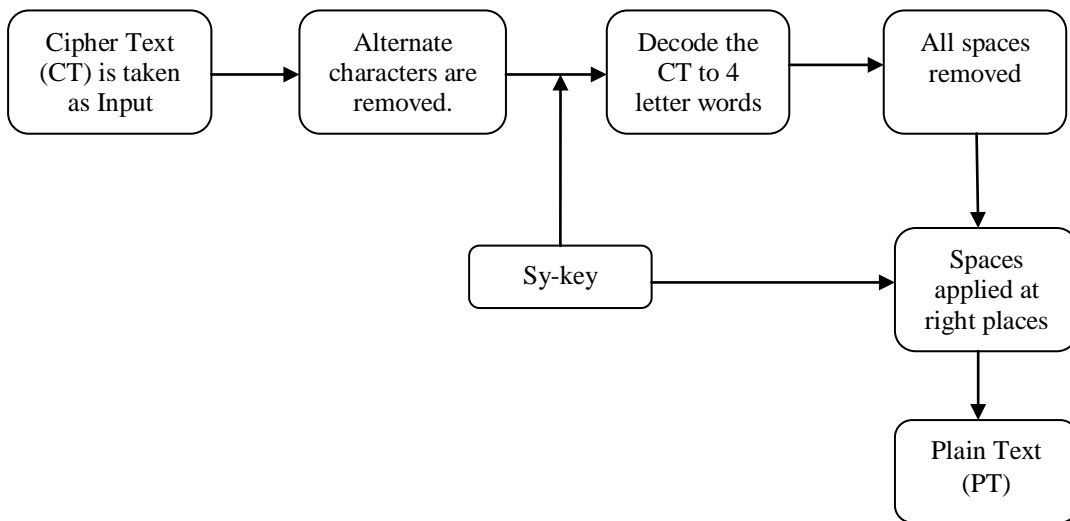 Cipher Text
(CT) is taken
as Input
Alternate
characters are
removed.
Decode the
CT to 4
letter words
All spaces
removed
Sy-key
Spaces
applied at
right places
Plain Text
(PT)